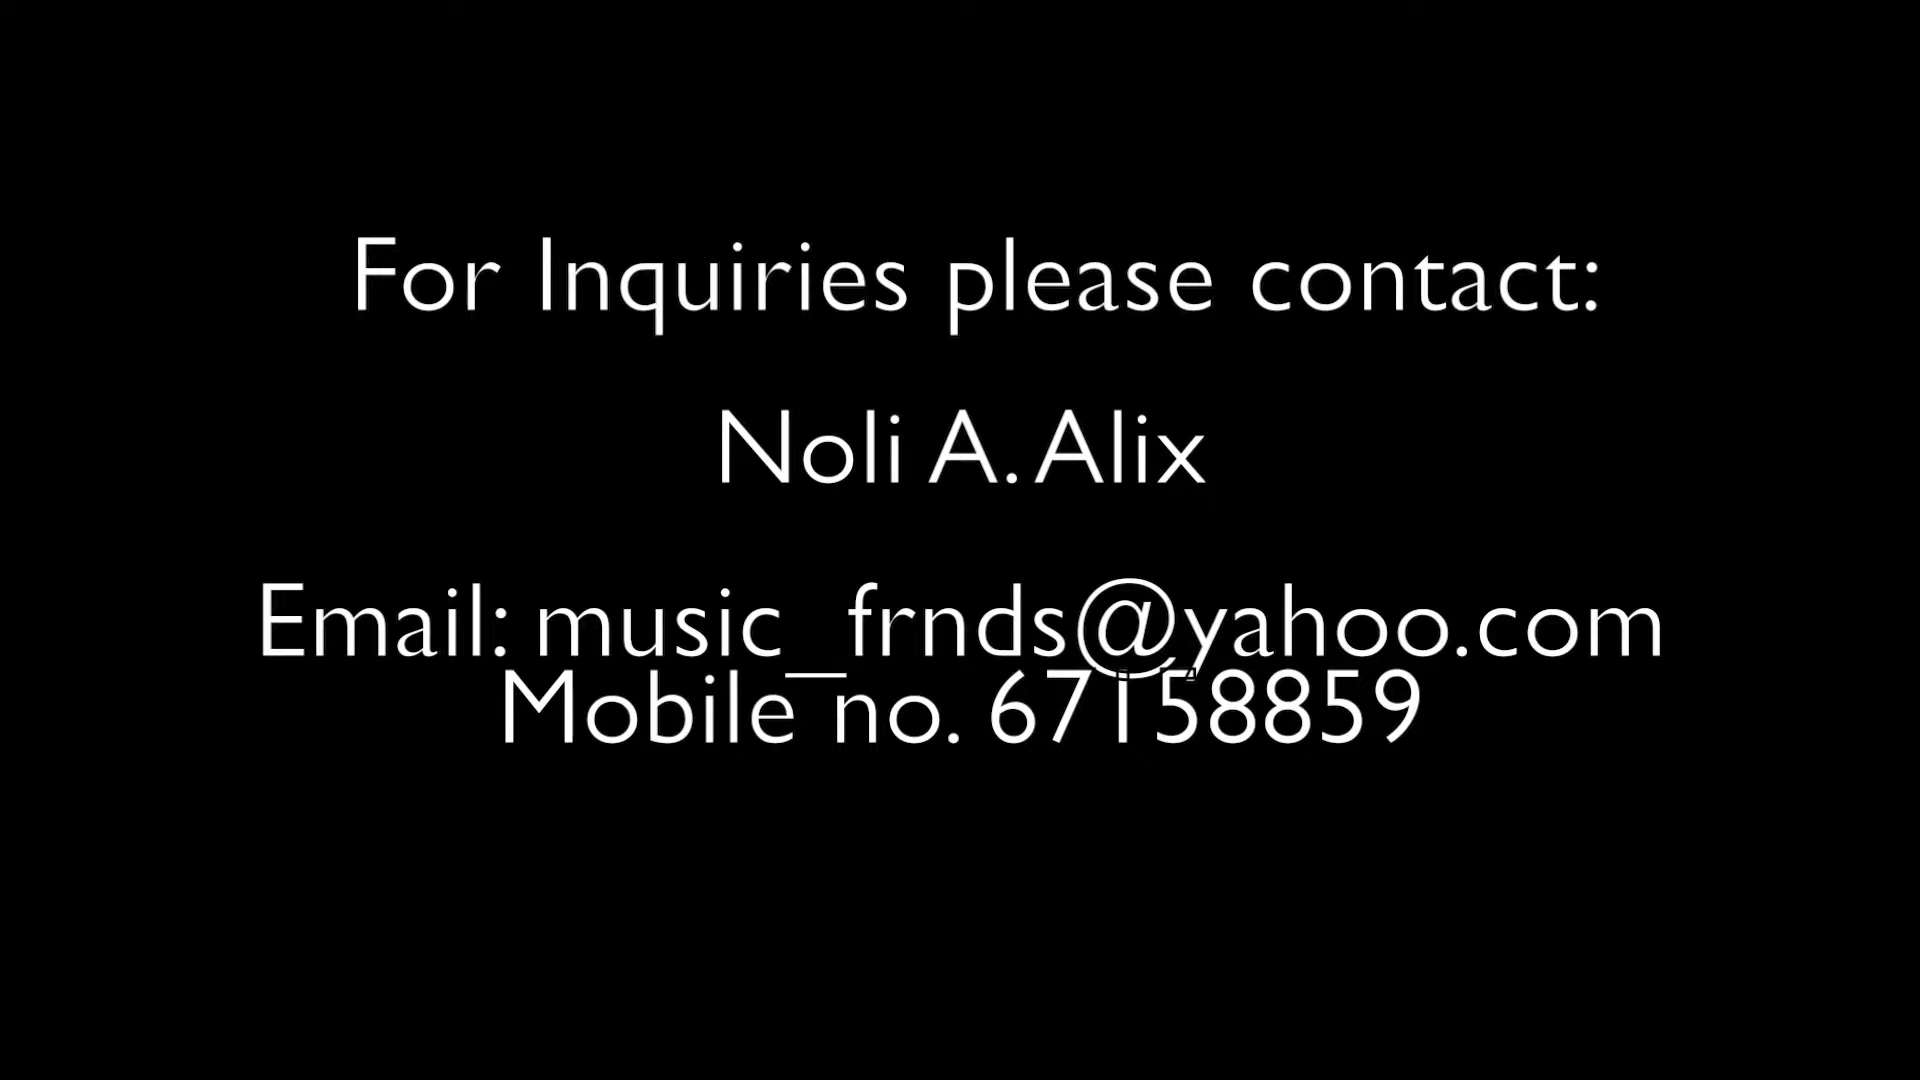 For Inquiries please contact:
Noli A. Alix
Email: music_frnds@yahoo.com
Mobile no. 67158859